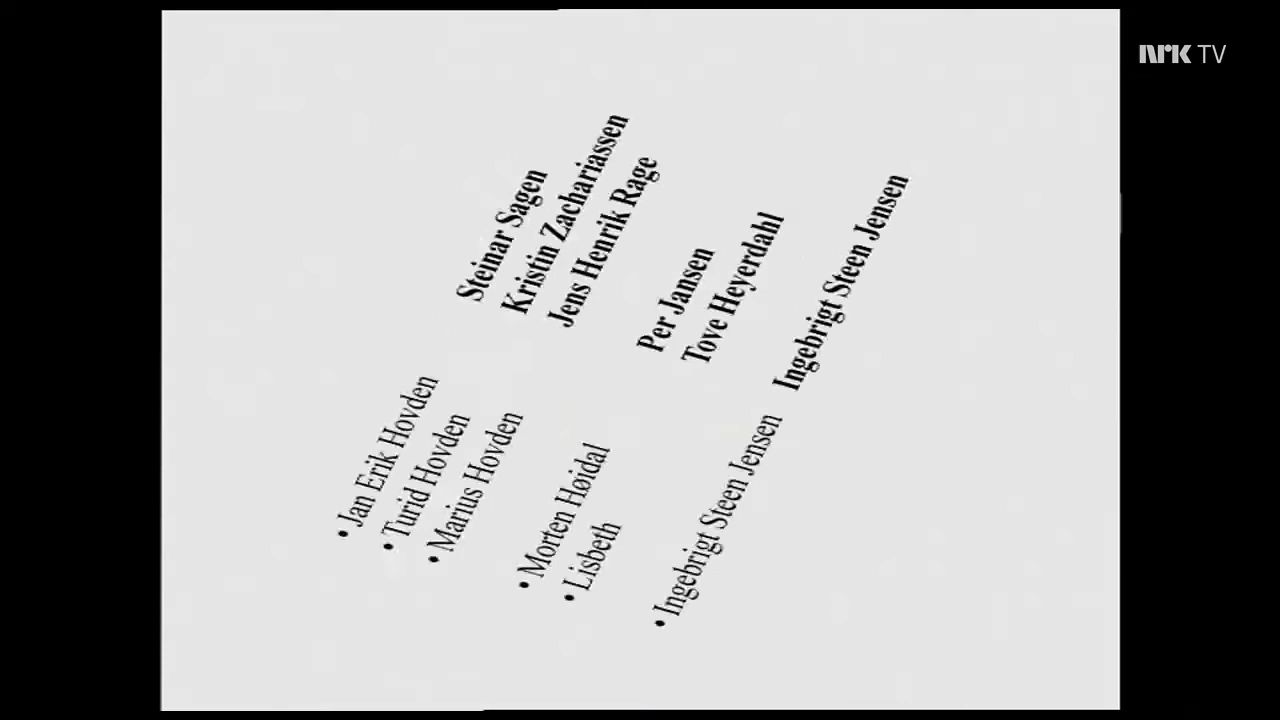 nrk TV
• Jan Erik Hovden Steinar Sagen
• Turid Hovden Kristin Zachariassen
• Marius Hovden Jens Henrik Rage
• Morten Høidal Per Jansen
• Lisbeth Tove Heyerdahl
• Ingebrigt Steen Jensen Ingebrigt Steen Jensen